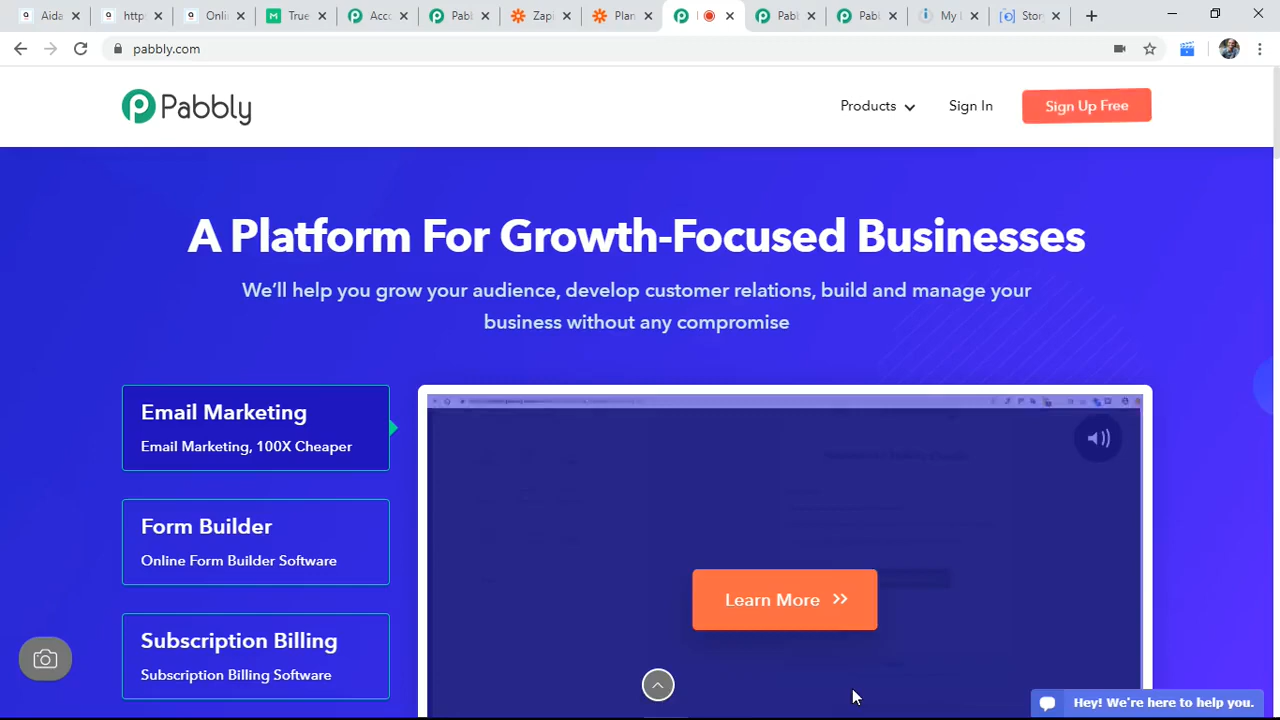 Aida
http
Onli
True
Acc
Pabl
Zapi
Plan
Pabl
Pabl
My I
Stor
pabbly.com
Pabbly
Products
Sign In
Sign Up Free
A Platform For Growth-Focused Businesses
We'll help you grow your audience, develop customer relations, build and manage your
business without any compromise
Email Marketing
Email Marketing, 100X Cheaper
Form Builder
Online Form Builder Software
Subscription Billing
Subscription Billing Software
Learn More
Hey! We're here to help you.